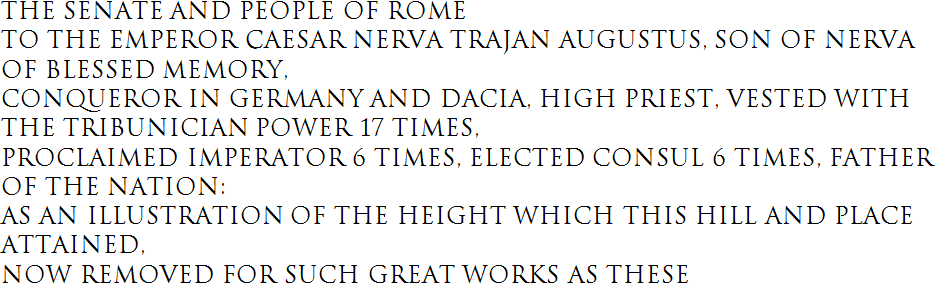 THE SENATE AND PEOPLE OF ROME
TO THE EMPEROR CAESAR NERVA TRAJAN AUGUSTUS, SON OF NERVA
OF BLESSED MEMORY,
CONQUEROR IN GERMANY AND DACIA, HIGH PRIEST, VESTED WITH
THE TRIBUNICIAN POWER 17 TIMES,
PROCLAIMED IMPERATOR 6 TIMES, ELECTED CONSUL 6 TIMES, FATHER
OF THE NATION:
AS AN ILLUSTRATION OF THE HEIGHT WHICH THIS HILL AND PLACE
ATTAINED,
NOW REMOVED FOR SUCH GREAT WORKS AS THESE